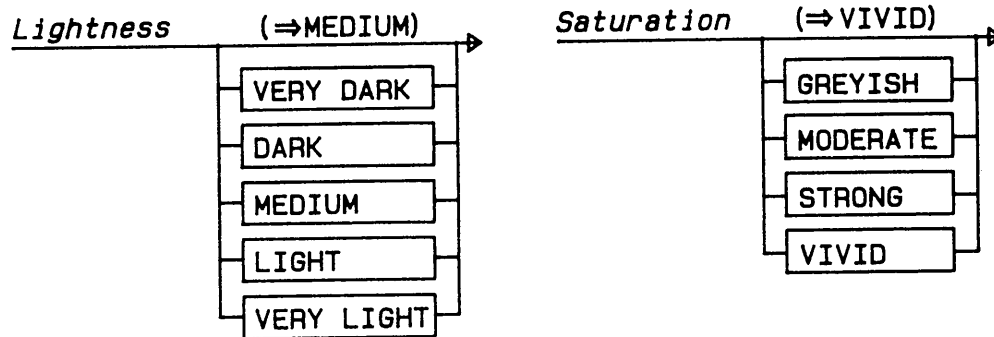 Lightness (⇒MEDIUM)
VERY DARK
DARK
MEDIUM
LIGHT
VERY LIGHT
Saturation (⇒VIVID)
GREYISH
MODERATE
STRONG
VIVID